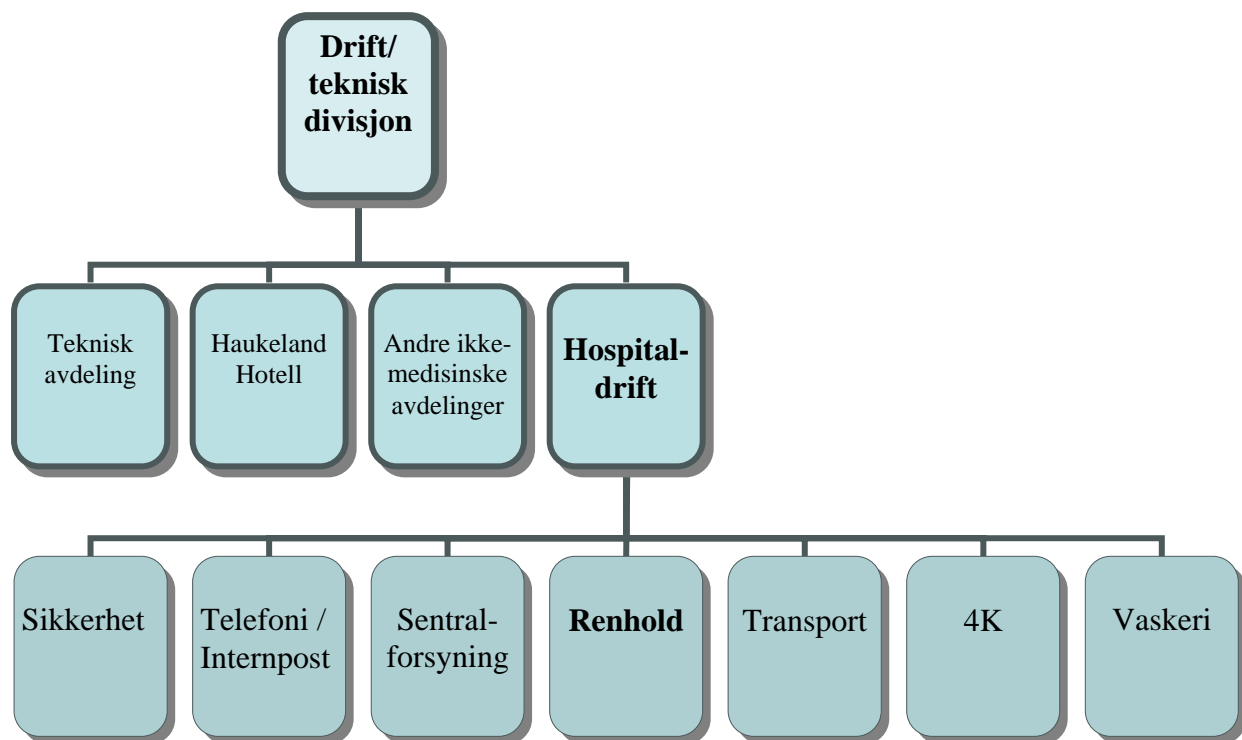 Drift/
teknisk
divisjon
Teknisk
avdeling
Haukeland
Hotell
Andre ikke-
medisinske
avdelinger
Hospital-
drift
Sikkerhet
Telefoni /
Internpost
Sentral-
forsyning
Renhold
Transport
4K
Vaskeri